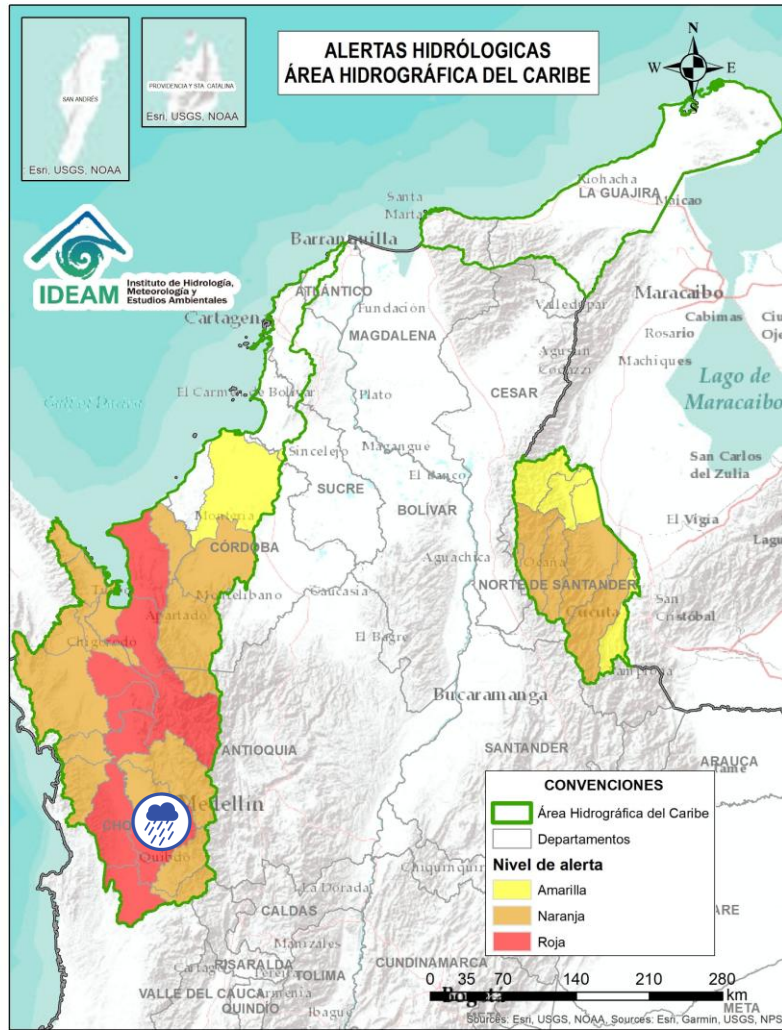 ALERTAS HIDRÓLOGICAS
ÁREA HIDROGRÁFICA DEL CARIBE
N
W
E
S
SAN ANDRÉS
Esri, USGS, NOAA
PROVIDENCIA Y STA. CATALINA
Esri, USGS, NOAA
IDEAM
Instituto de Hidrología,
Meteorología y
Estudios Ambientales
Riohacha
LA GUAJIRA
Maicao
Santa
Marta
Barranquilla
ATLÁNTICO
Cartagena
Fundación
MAGDALENA
Valledupar
Maracaibo
Cabimas
Rosario
Machiques
Agustín
Codazzi
CESAR
Lago de
Maracaibo
El Carmen de Bolívar
Plato
Sincelejo
Magangue
El Banco
SUCRE
BOLÍVAR
San Carlos
del Zulia
El Vigía
Montería
CÓRDOBA
Aguachica
Ocaña
NORTE DE SANTANDER
Cucuta
San
Cristóbal
Montelibano
Caucasia
Apartado
El Bagre
Chigorodó
Pamplona
Bucaramanga
SANTANDER
ARAUCA
ANTIOQUIA
Medellín
Quibdó
La Dorada
CALDAS
Manizales
RISARALDA
TOLIMA
CUNDINAMARCA
VALLE DEL CAUCA
Armenia
QUINDÍO
Ibague
Bogotá
META
META
CONVENCIONES
Área Hidrográfica del Caribe
Departamentos
Nivel de alerta
Amarilla
Naranja
Roja
0 35 70 140 210 280
km
Sources: Esri, USGS, NOAA, Sources: Esri, Garmin, USGS, NPS